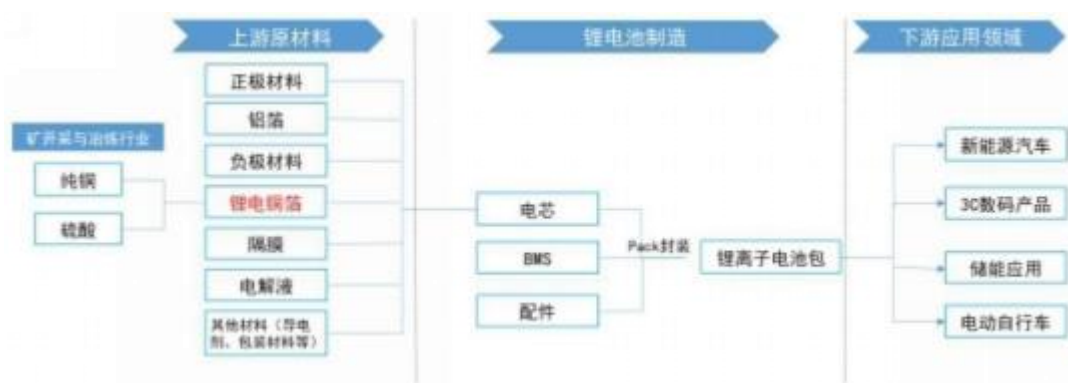 上游原材料
锂电池制造
下游应用领域
矿开采与冶炼行业
纯铜
硫酸
正极材料
铝箔
负极材料
锂电铜箔
隔膜
电解液
其他材料（导电
剂、包装材料等）
电芯
BMS
配件
Pack封装
锂离子电池包
新能源汽车
3C数码产品
储能应用
电动自行车